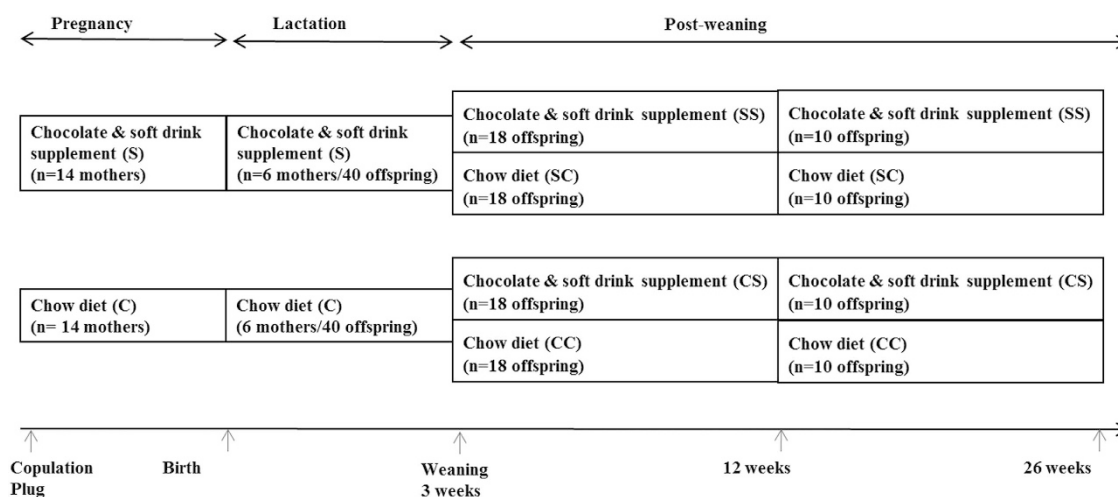 Pregnancy
Lactation
Post-weaning
Chocolate & soft drink
supplement (S)
(n=14 mothers)
Chocolate & soft drink
supplement (S)
(n=6 mothers/40 offspring)
Chocolate & soft drink supplement (SS)
(n=18 offspring)
Chocolate & soft drink supplement (SS)
(n=10 offspring)
Chow diet (SC)
(n=18 offspring)
Chow diet (SC)
(n=10 offspring)
Chow diet (C)
(n= 14 mothers)
Chow diet (C)
(6 mothers/40 offspring)
Chocolate & soft drink supplement (CS)
(n=18 offspring)
Chocolate & soft drink supplement (CS)
(n=10 offspring)
Chow diet (CC)
(n=18 offspring)
Chow diet (CC)
(n=10 offspring)
Copulation
Plug
Birth
Weaning
3 weeks
12 weeks
26 weeks